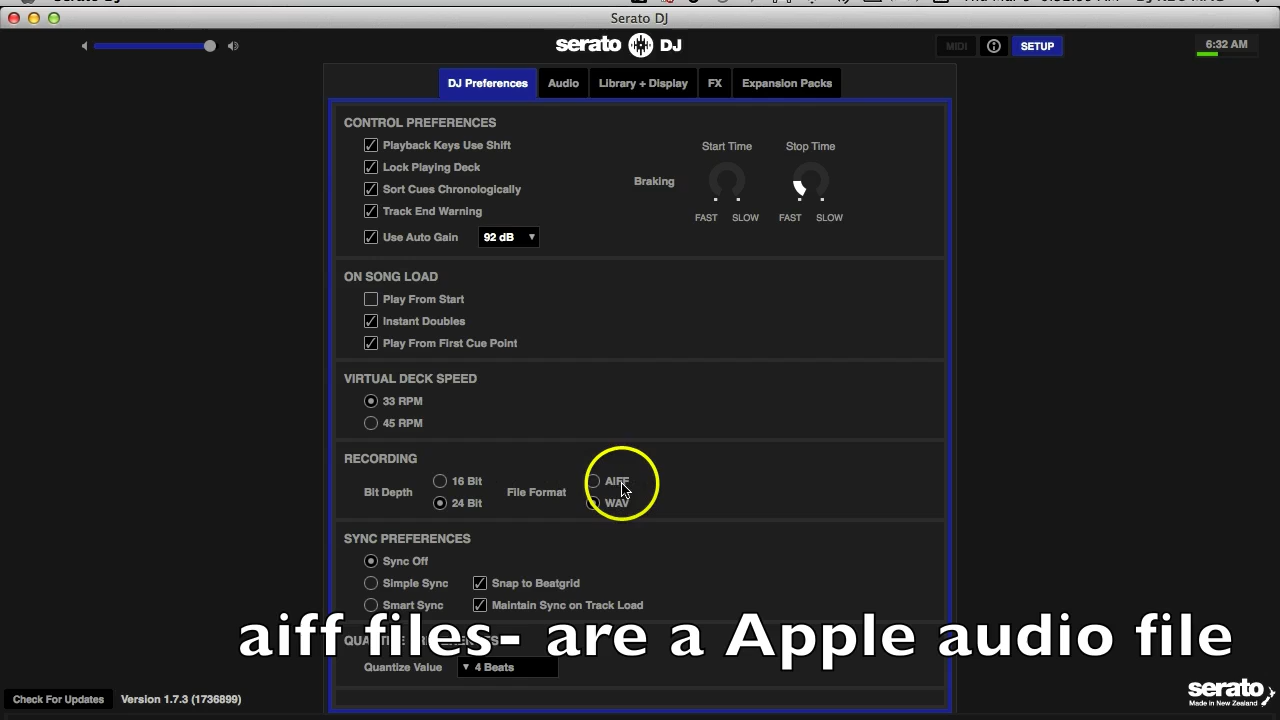 Serato DJ
serato DJ
MIDI
SETUP
6:32 AM
DJ Preferences
Audio
Library + Display
FX
Expansion Packs
CONTROL PREFERENCES
Playback Keys Use Shift
Lock Playing Deck
Sort Cues Chronologically
Track End Warning
Use Auto Gain 92 dB
Start Time
Stop Time
Braking
FAST SLOW
FAST SLOW
ON SONG LOAD
Play From Start
Instant Doubles
Play From First Cue Point
VIRTUAL DECK SPEED
33 RPM
45 RPM
RECORDING
Bit Depth
16 Bit
24 Bit
File Format
AIFF
WAV
SYNC PREFERENCES
Sync Off
Simple Sync
Snap to Beatgrid
Smart Sync
Maintain Sync on Track Load
aiff files- are a Apple audio file
Quantize Value 4 Beats
Check For Updates
Version 1.7.3 (1736899)
serato
Made in New Zealand